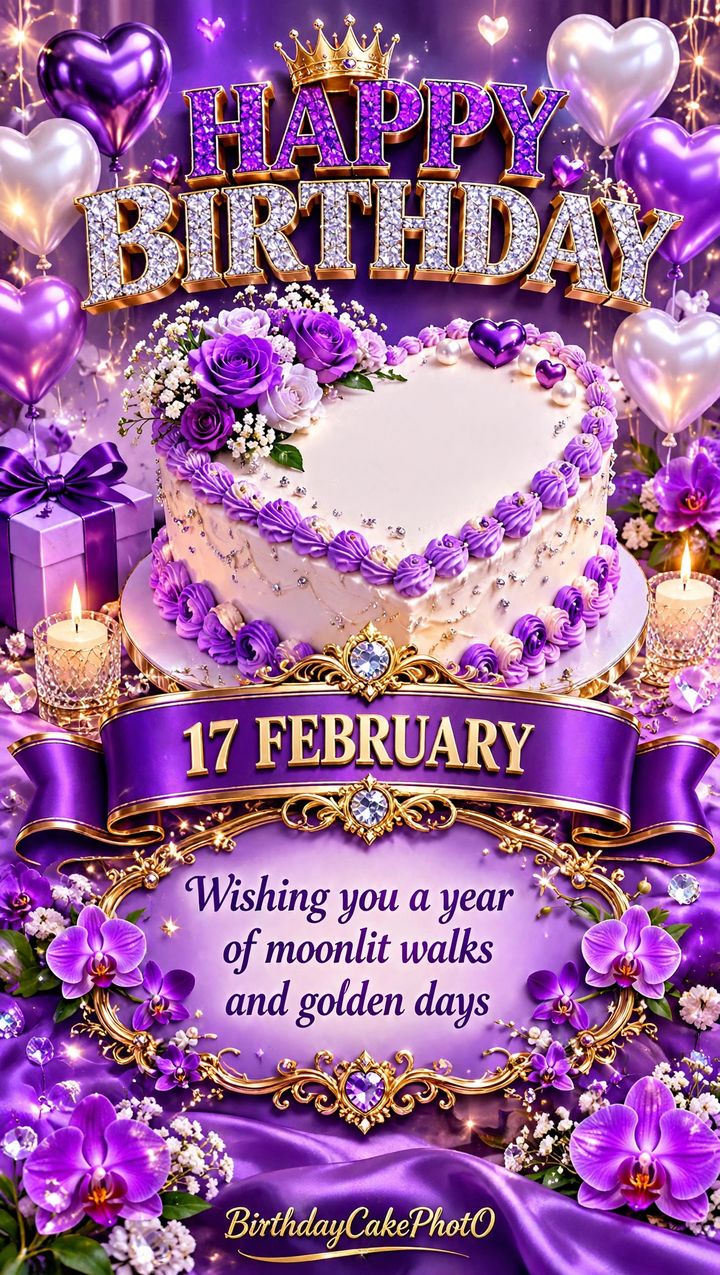 HAPPY
BIRTHDAY
17 FEBRUARY
Wishing you a year
of moonlit walks
and golden days
BirthdayCakePhotO